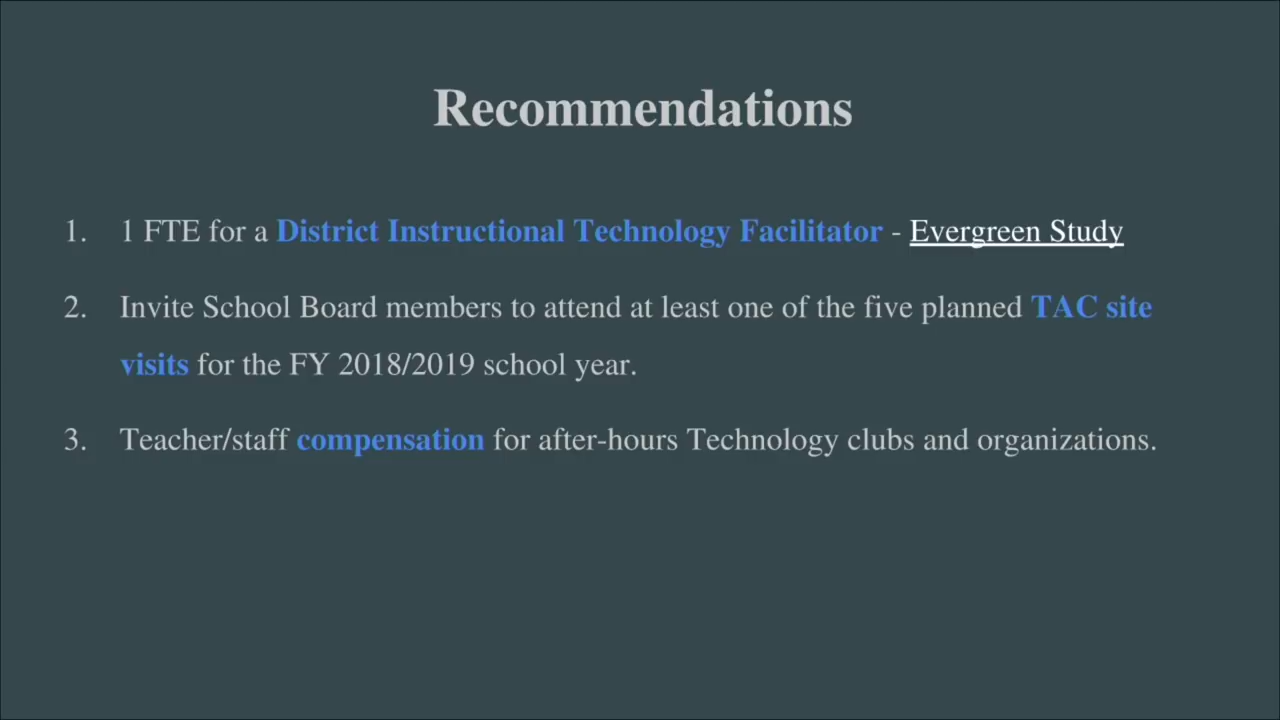 Recommendations
1. 1 FTE for a District Instructional Technology Facilitator - Evergreen Study
2. Invite School Board members to attend at least one of the five planned TAC site
visits for the FY 2018/2019 school year.
3. Teacher/staff compensation for after-hours Technology clubs and organizations.